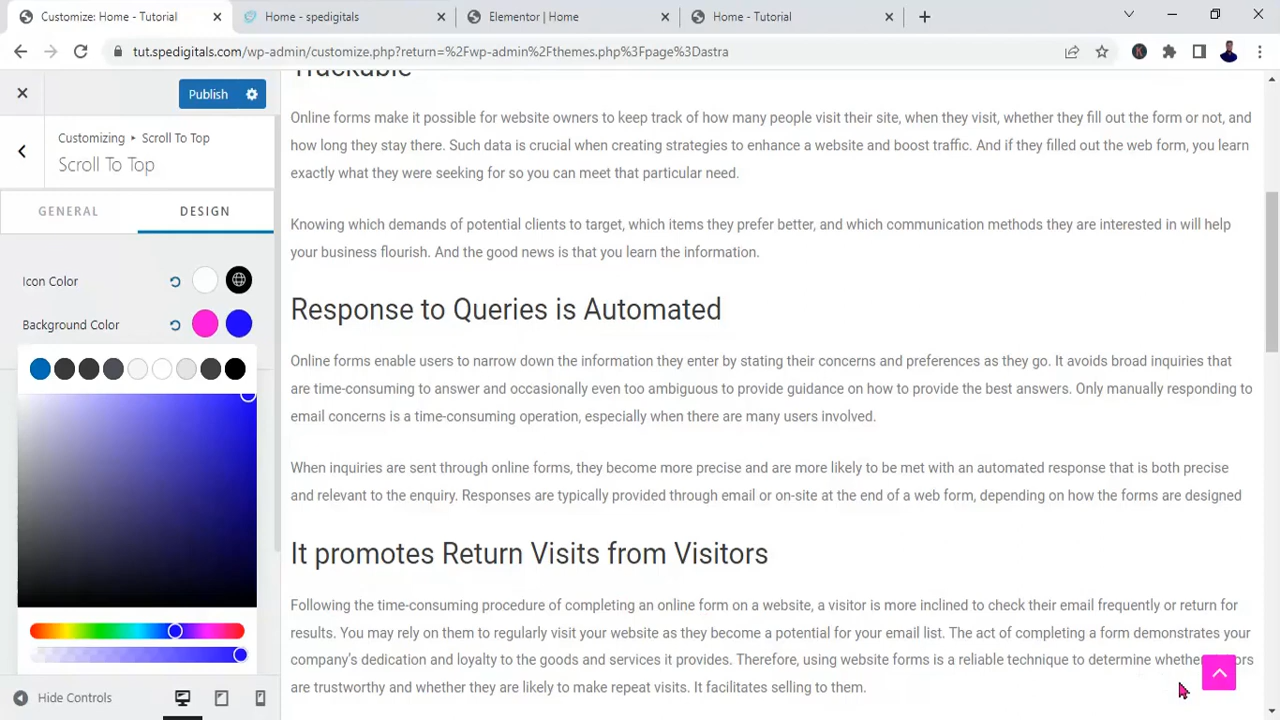 Customize: Home - Tutorial
Home - spedigitals
Elementor | Home
Home - Tutorial
tut.spedigitals.com/wp-admin/customize.php?return=%2Fwp-admin%2Fthemes.php%3Fpage%3Dastra
K
Publish
Customizing ▸ Scroll To Top
Scroll To Top
GENERAL
DESIGN
Icon Color
Background Color
Hide Controls
Trackable
Online forms make it possible for website owners to keep track of how many people visit their site, when they visit, whether they fill out the form or not, and
how long they stay there. Such data is crucial when creating strategies to enhance a website and boost traffic. And if they filled out the web form, you learn
exactly what they were seeking for so you can meet that particular need.
Knowing which demands of potential clients to target, which items they prefer better, and which communication methods they are interested in will help
your business flourish. And the good news is that you learn the information.
Response to Queries is Automated
Online forms enable users to narrow down the information they enter by stating their concerns and preferences as they go. It avoids broad inquiries that
are time-consuming to answer and occasionally even too ambiguous to provide guidance on how to provide the best answers. Only manually responding to
email concerns is a time-consuming operation, especially when there are many users involved.
When inquiries are sent through online forms, they become more precise and are more likely to be met with an automated response that is both precise
and relevant to the enquiry. Responses are typically provided through email or on-site at the end of a web form, depending on how the forms are designed
It promotes Return Visits from Visitors
Following the time-consuming procedure of completing an online form on a website, a visitor is more inclined to check their email frequently or return for
results. You may rely on them to regularly visit your website as they become a potential for your email list. The act of completing a form demonstrates your
company's dedication and loyalty to the goods and services it provides. Therefore, using website forms is a reliable technique to determine
are trustworthy and whether they are likely to make repeat visits. It facilitates selling to them.